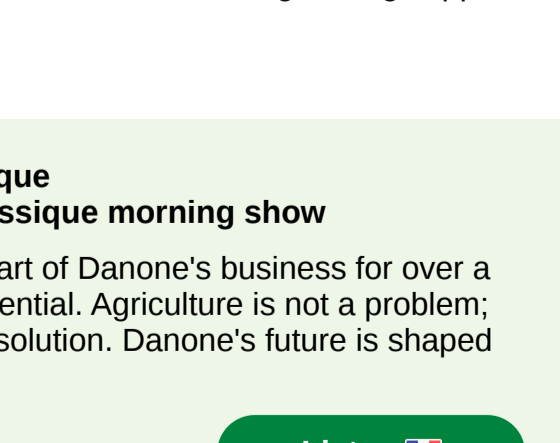 que
ssique morning show
art of Danone's business for over a
ential. Agriculture is not a problem;
solution. Danone's future is shaped